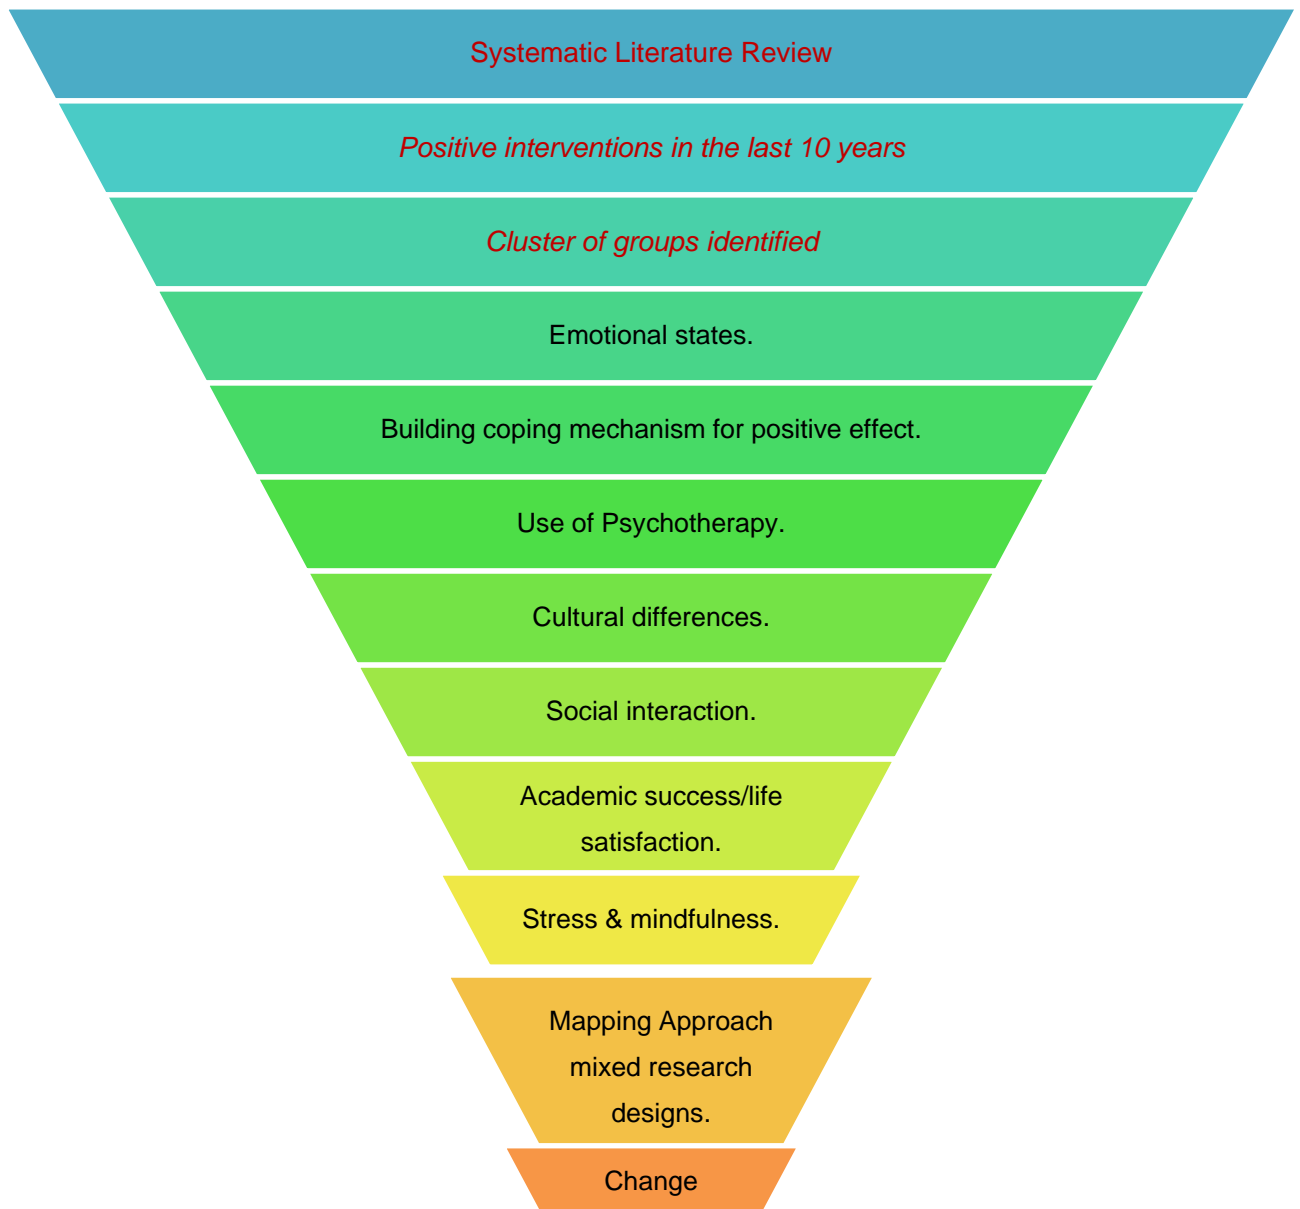 Systematic Literature Review
Positive interventions in the last 10 years
Cluster of groups identified
Emotional states.
Building coping mechanism for positive effect.
Use of Psychotherapy.
Cultural differences.
Social interaction.
Academic success/life
satisfaction.
Stress & mindfulness.
Mapping Approach
mixed research
designs.
Change